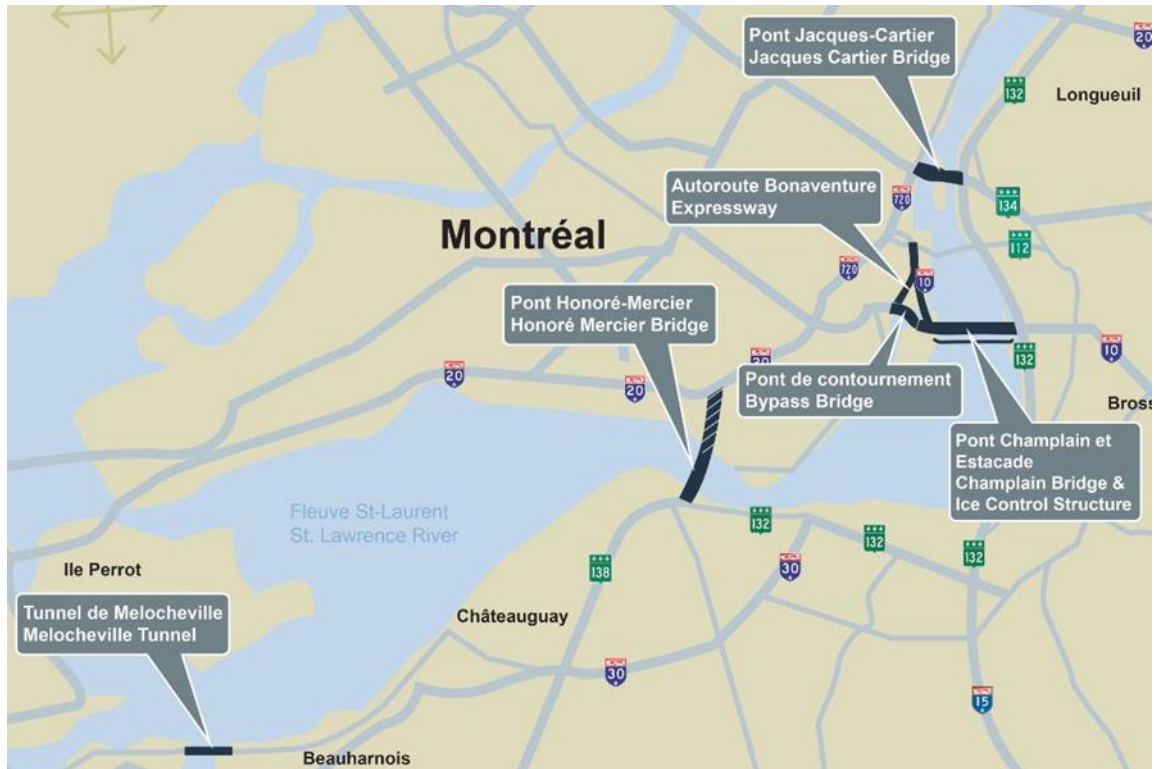 Pont Jacques-Cartier
Jacques Cartier Bridge
20
132
Longueuil
Autoroute Bonaventure
Expressway
720
134
112
Montréal
720
10
Pont Honoré-Mercier
Honoré Mercier Bridge
20
20
20
132
10
Pont de contournement
Bypass Bridge
Bross
Pont Champlain et
Estacade
Champlain Bridge &
Ice Control Structure
Fleuve St-Laurent
St. Lawrence River
132
132
132
138
30
Ile Perrot
Tunnel de Melocheville
Melocheville Tunnel
Châteauguay
30
15
Beauharnois